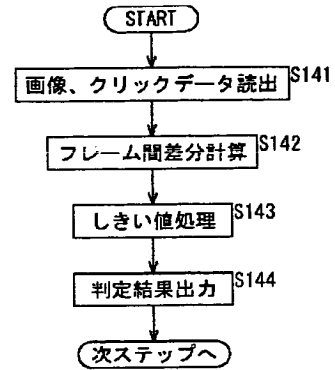 START
画像、クリックデータ読出 S141
フレーム間差分計算 S142
しきい値処理 S143
判定結果出力 S144
次ステップへ